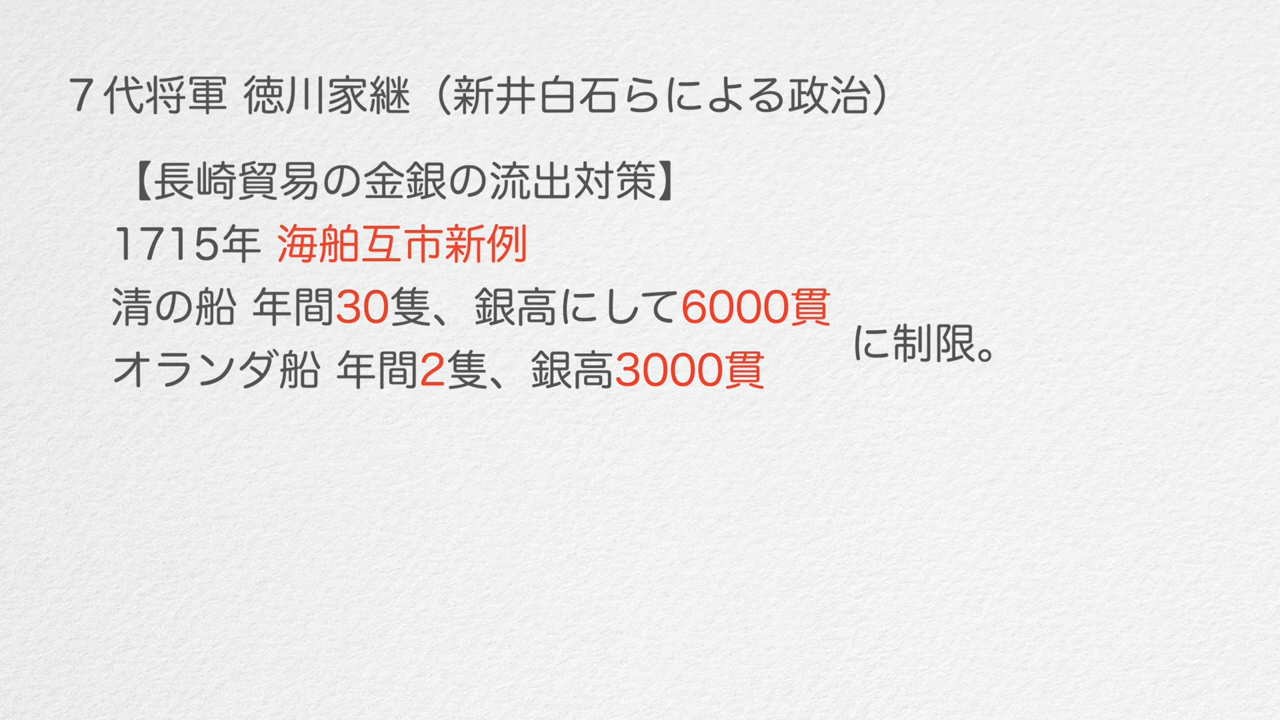 ７代将軍 徳川家継（新井白石らによる政治）
【長崎貿易の金銀の流出対策】
1715年 海舶互市新例
清の船 年間30隻、銀高にして6000貫
オランダ船 年間2隻、銀高3000貫
に制限。